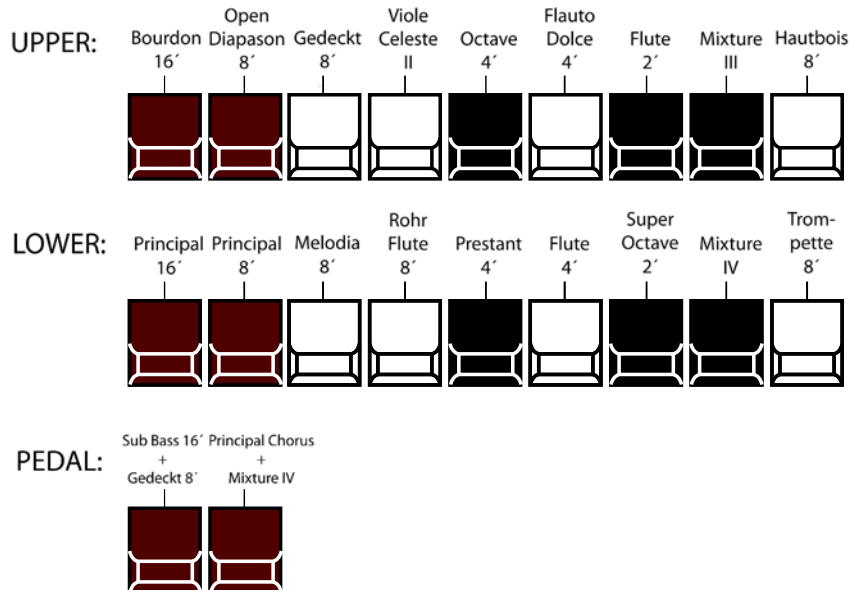 UPPER:
Bourdon 16´
Open Diapason 8´
Gedeckt 8´
Viole Celeste II
Octave 4´
Flauto Dolce 4´
Flute 2´
Mixture III
Hautbois 8´
LOWER:
Principal 16´
Principal 8´
Melodia 8´
Rohr Flute 8´
Prestant 4´
Flute 4´
Super Octave 2´
Mixture IV
Trom- pette 8´
PEDAL:
Sub Bass 16´ + Gedeckt 8´
Principal Chorus + Mixture IV